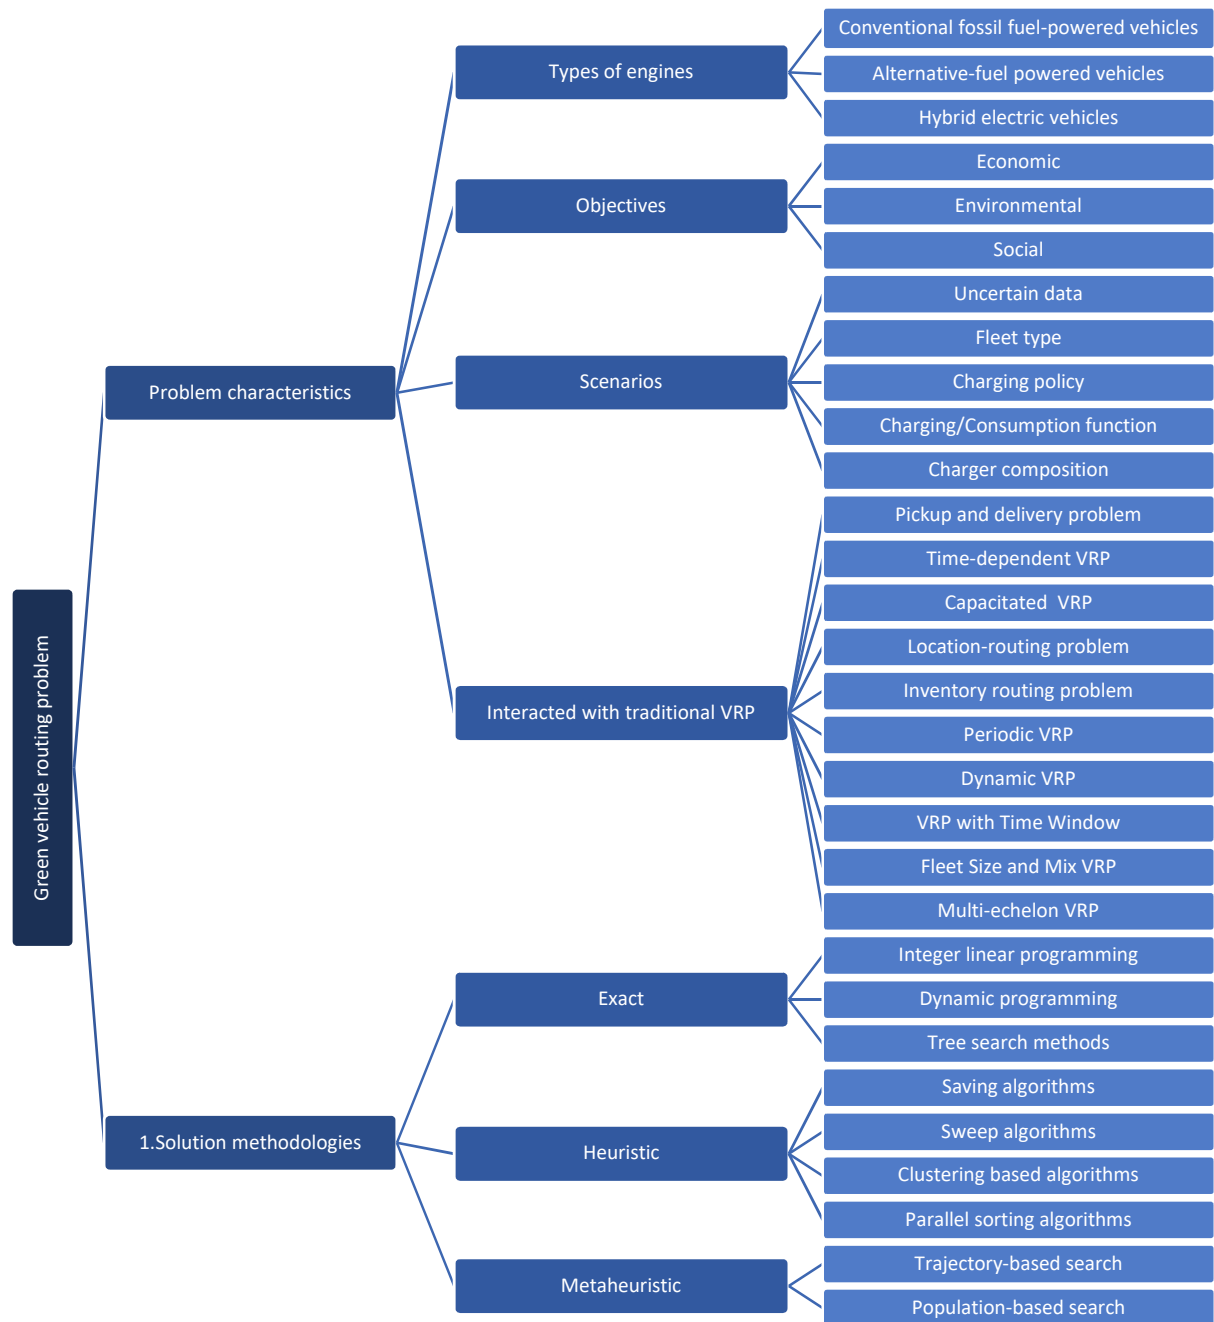 Green vehicle routing problem
Problem characteristics
Types of engines
Conventional fossil fuel-powered vehicles
Alternative-fuel powered vehicles
Hybrid electric vehicles
Objectives
Economic
Environmental
Social
Scenarios
Uncertain data
Fleet type
Charging policy
Charging/Consumption function
Charger composition
Interacted with traditional VRP
Pickup and delivery problem
Time-dependent VRP
Capacitated  VRP
Location-routing problem
Inventory routing problem
Periodic VRP
Dynamic VRP
VRP with Time Window
Fleet Size and Mix VRP
Multi-echelon VRP
1.Solution methodologies
Exact
Integer linear programming
Dynamic programming
Tree search methods
Heuristic
Saving algorithms
Sweep algorithms
Clustering based algorithms
Parallel sorting algorithms
Metaheuristic
Trajectory-based search
Population-based search